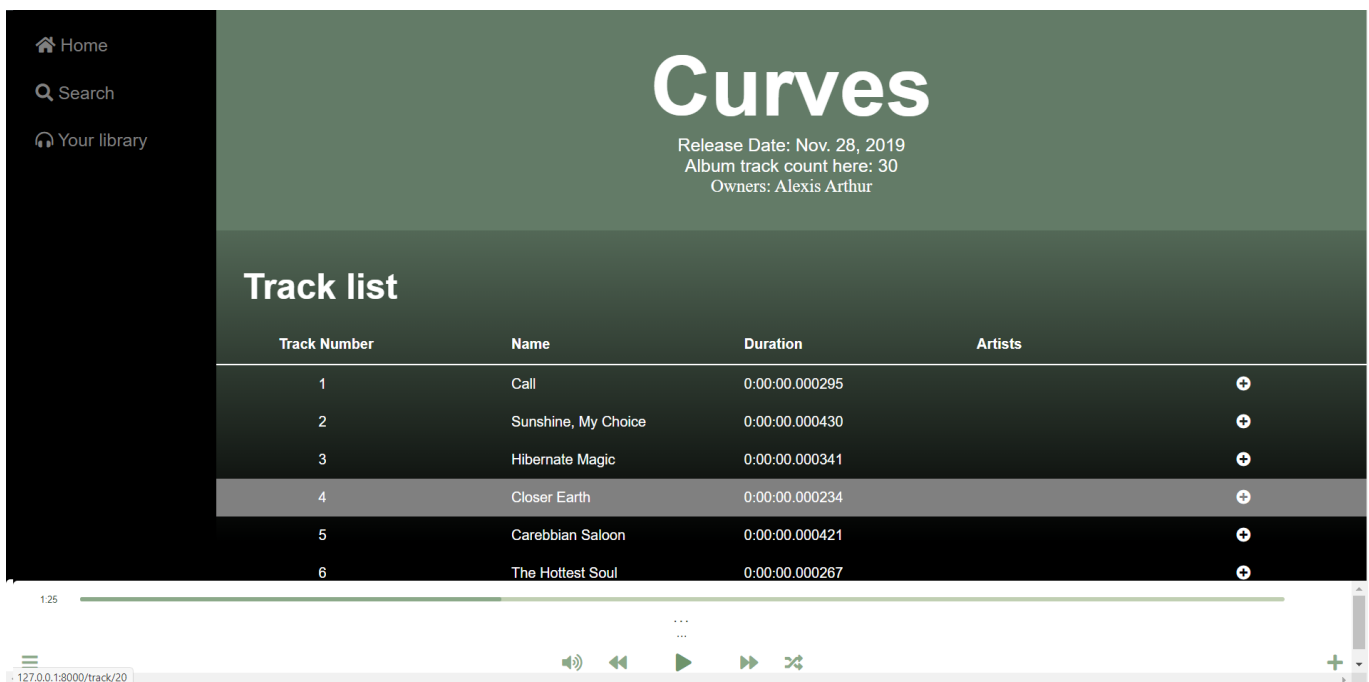 Home
Search
Your library
Curves
Release Date: Nov. 28, 2019
Album track count here: 30
Owners: Alexis Arthur
Track list
Track Number Name Duration Artists
1 Call 0:00:00.000295
2 Sunshine, My Choice 0:00:00.000430
3 Hibernate Magic 0:00:00.000341
4 Closer Earth 0:00:00.000234
5 Carebbian Saloon 0:00:00.000421
6 The Hottest Soul 0:00:00.000267
1:25
...
...
127.0.0.1:8000/track/20